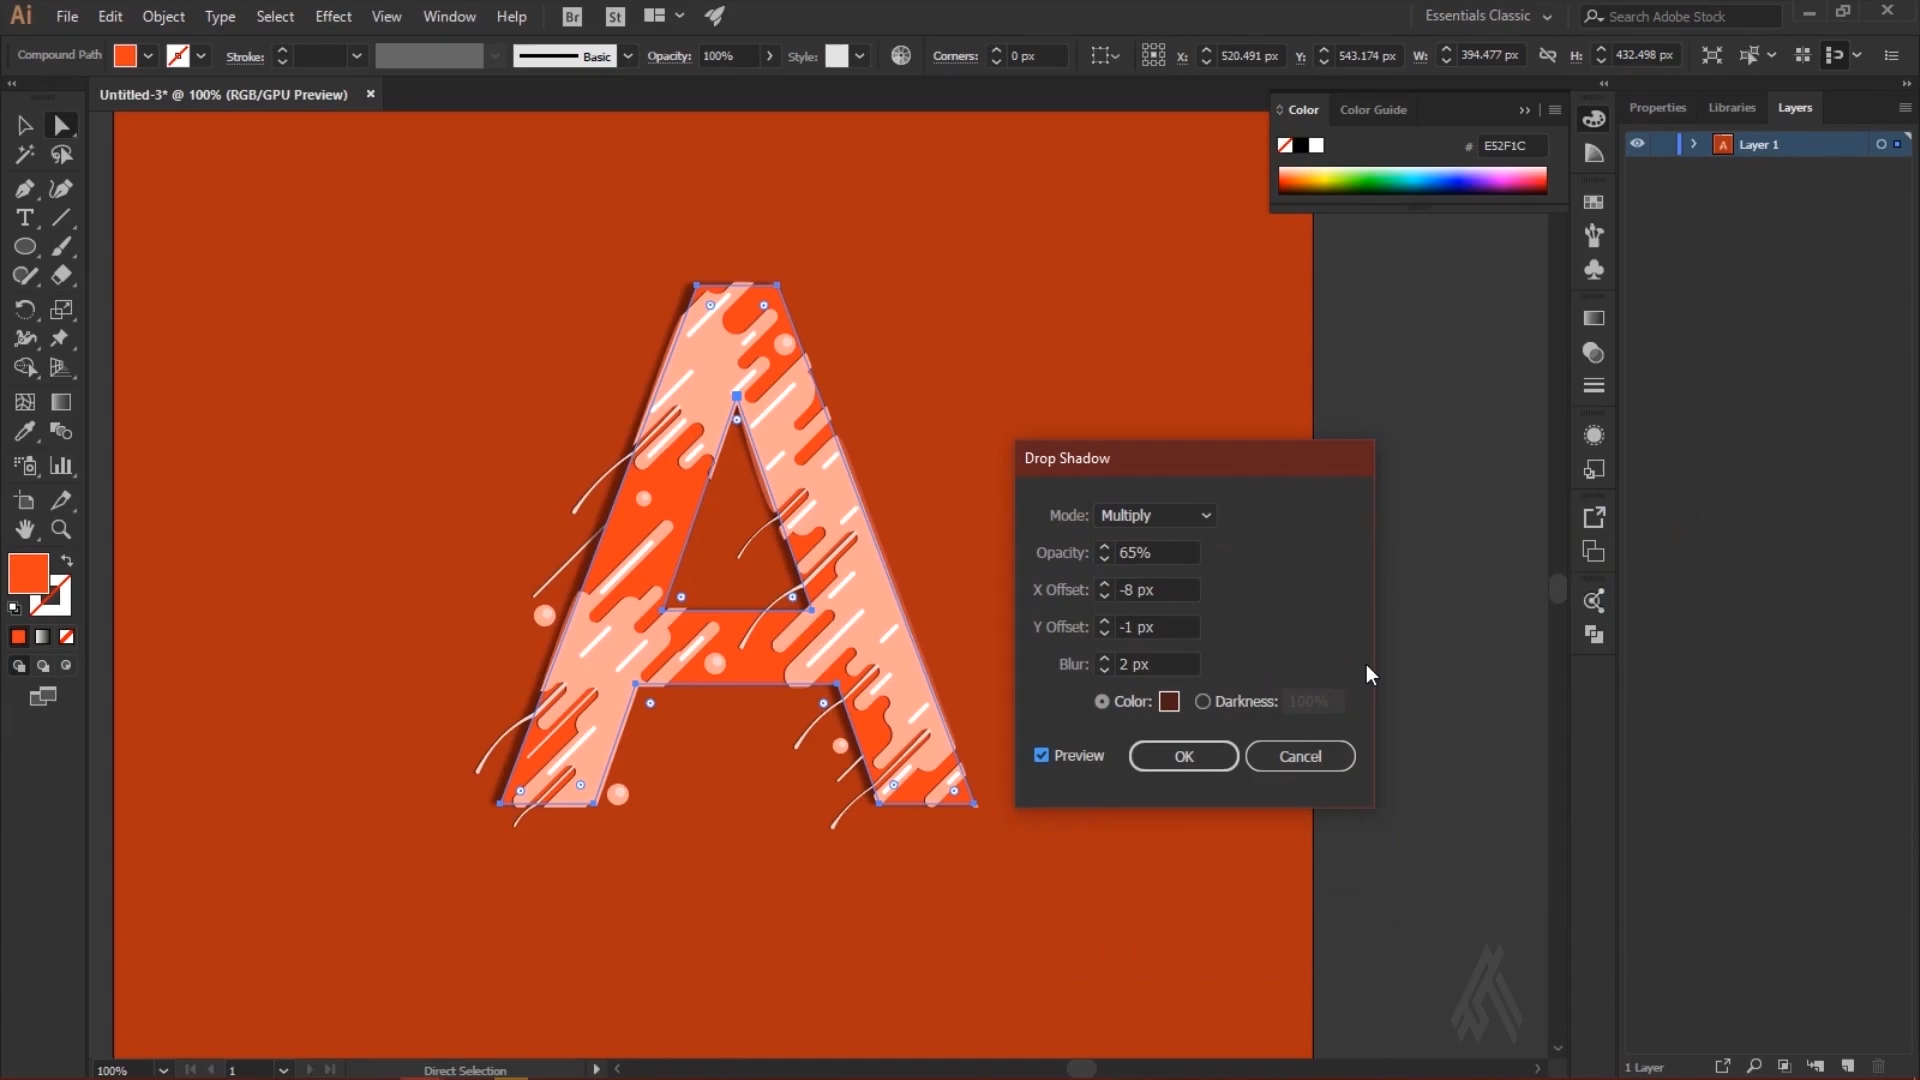 Ai File Edit Object Type Select Effect View Window Help Br St Essentials Classic Search Adobe Stock
Compound Path Stroke: Basic Opacity: 100% Style: Corners: 0 px X: 520.491 px Y: 543.174 px W: 394.477 px H: 432.498 px
Untitled-3* @ 100% (RGB/GPU Preview) ×
Color Color Guide
# E52F1C
Properties Libraries Layers
A Layer 1
T
A
Drop Shadow
Mode: Multiply
Opacity: 65%
X Offset: -8 px
Y Offset: -1 px
Blur: 2 px
Color: Darkness: 100%
Preview OK Cancel
100% 1 Direct Selection
1 Layer